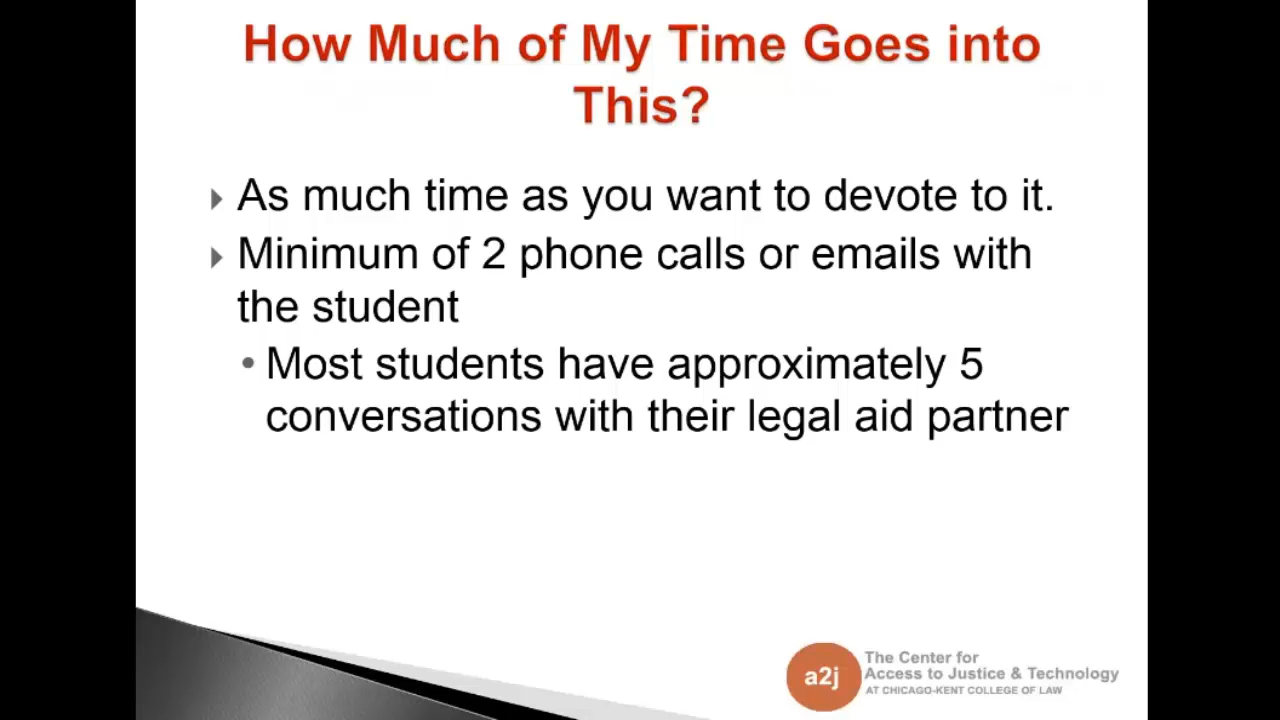 How Much of My Time Goes into
This?
As much time as you want to devote to it.
Minimum of 2 phone calls or emails with
the student
Most students have approximately 5
conversations with their legal aid partner
a2j
The Center for
Access to Justice & Technology
AT CHICAGO-KENT COLLEGE OF LAW